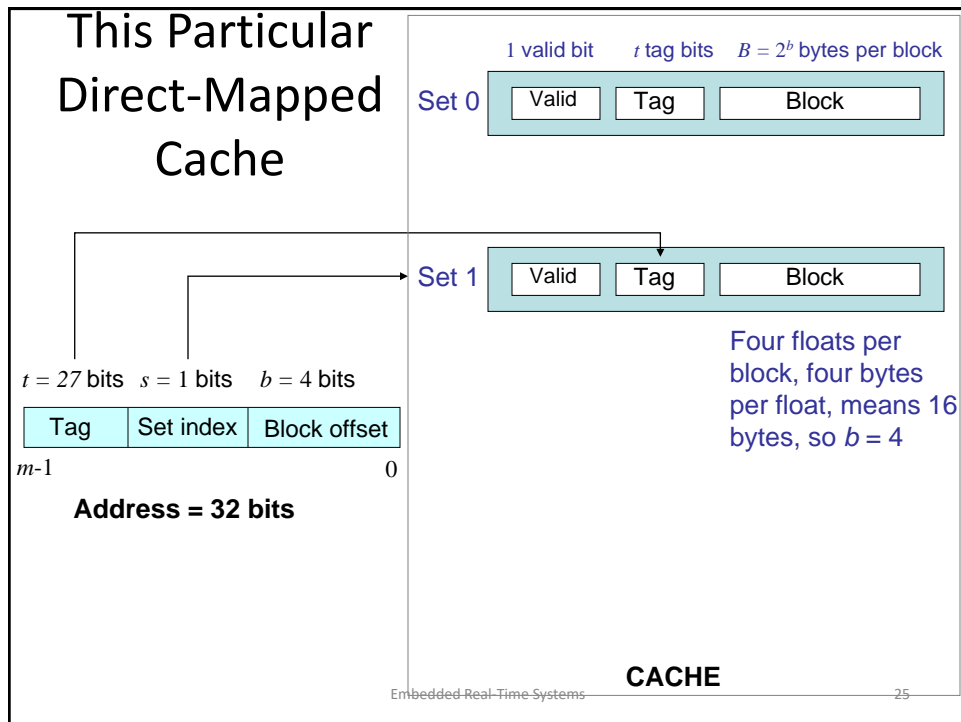 This Particular
Direct-Mapped
Cache
1 valid bit t tag bits B = 2^b bytes per block
Set 0 Valid Tag Block
Set 1 Valid Tag Block
Four floats per
block, four bytes
per float, means 16
bytes, so b = 4
t = 27 bits s = 1 bits b = 4 bits
Tag Set index Block offset
m-1 0
Address = 32 bits
CACHE
Embedded Real-Time Systems 25